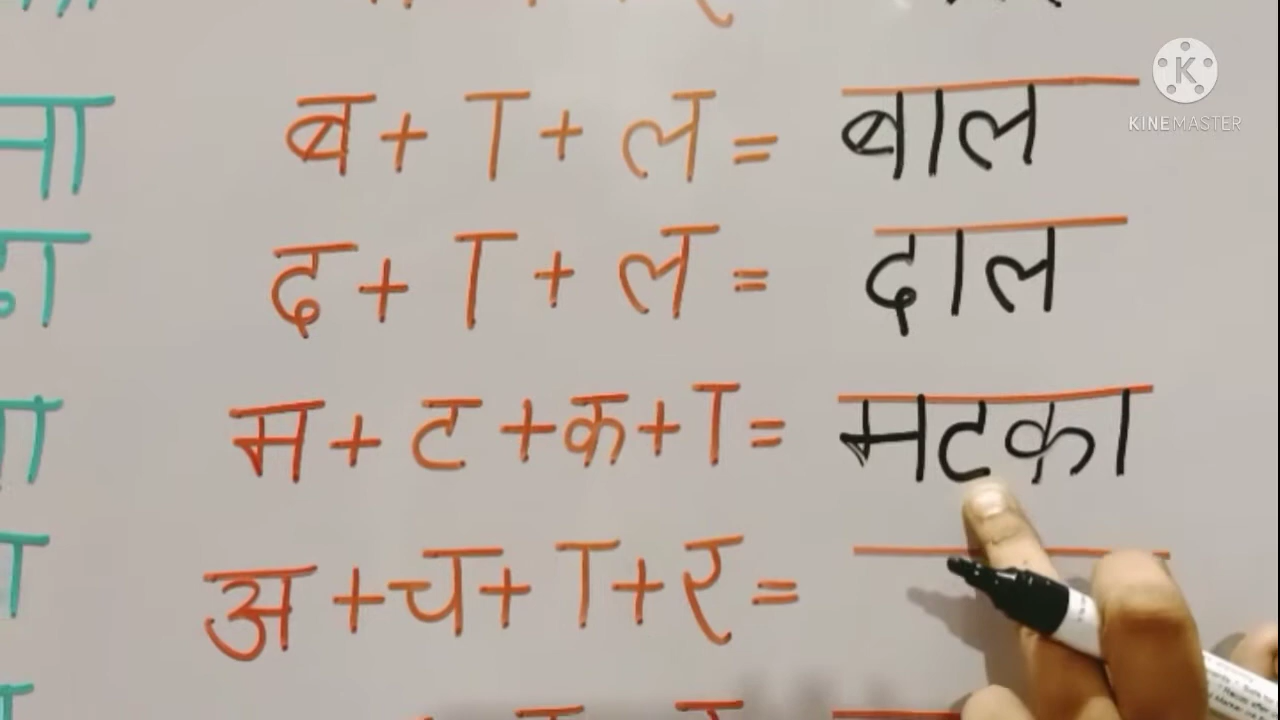 ना ब + ा + ल = बाल
द + ा + ल = दाल
म + ट + क + ा = मटका
अ + च + ा + र =
K
KINEMASTER